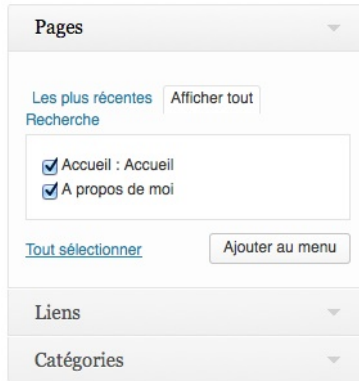 Pages
Les plus récentes Afficher tout
Recherche
Accueil : Accueil
A propos de moi
Tout sélectionner Ajouter au menu
Liens
Catégories